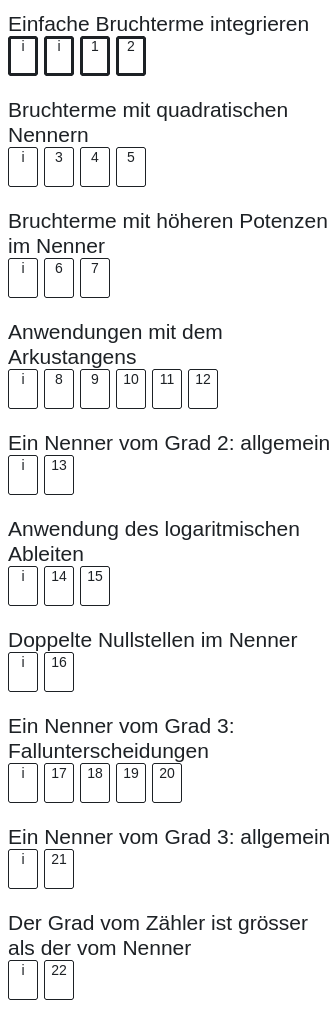 Einfache Bruchterme integrieren
i i 1 2
Bruchterme mit quadratischen
Nennern
i 3 4 5
Bruchterme mit höheren Potenzen
im Nenner
i 6 7
Anwendungen mit dem
Arkustangens
i 8 9 10 11 12
Ein Nenner vom Grad 2: allgemein
i 13
Anwendung des logaritmischen
Ableiten
i 14 15
Doppelte Nullstellen im Nenner
i 16
Ein Nenner vom Grad 3:
Fallunterscheidungen
i 17 18 19 20
Ein Nenner vom Grad 3: allgemein
i 21
Der Grad vom Zähler ist grösser
als der vom Nenner
i 22